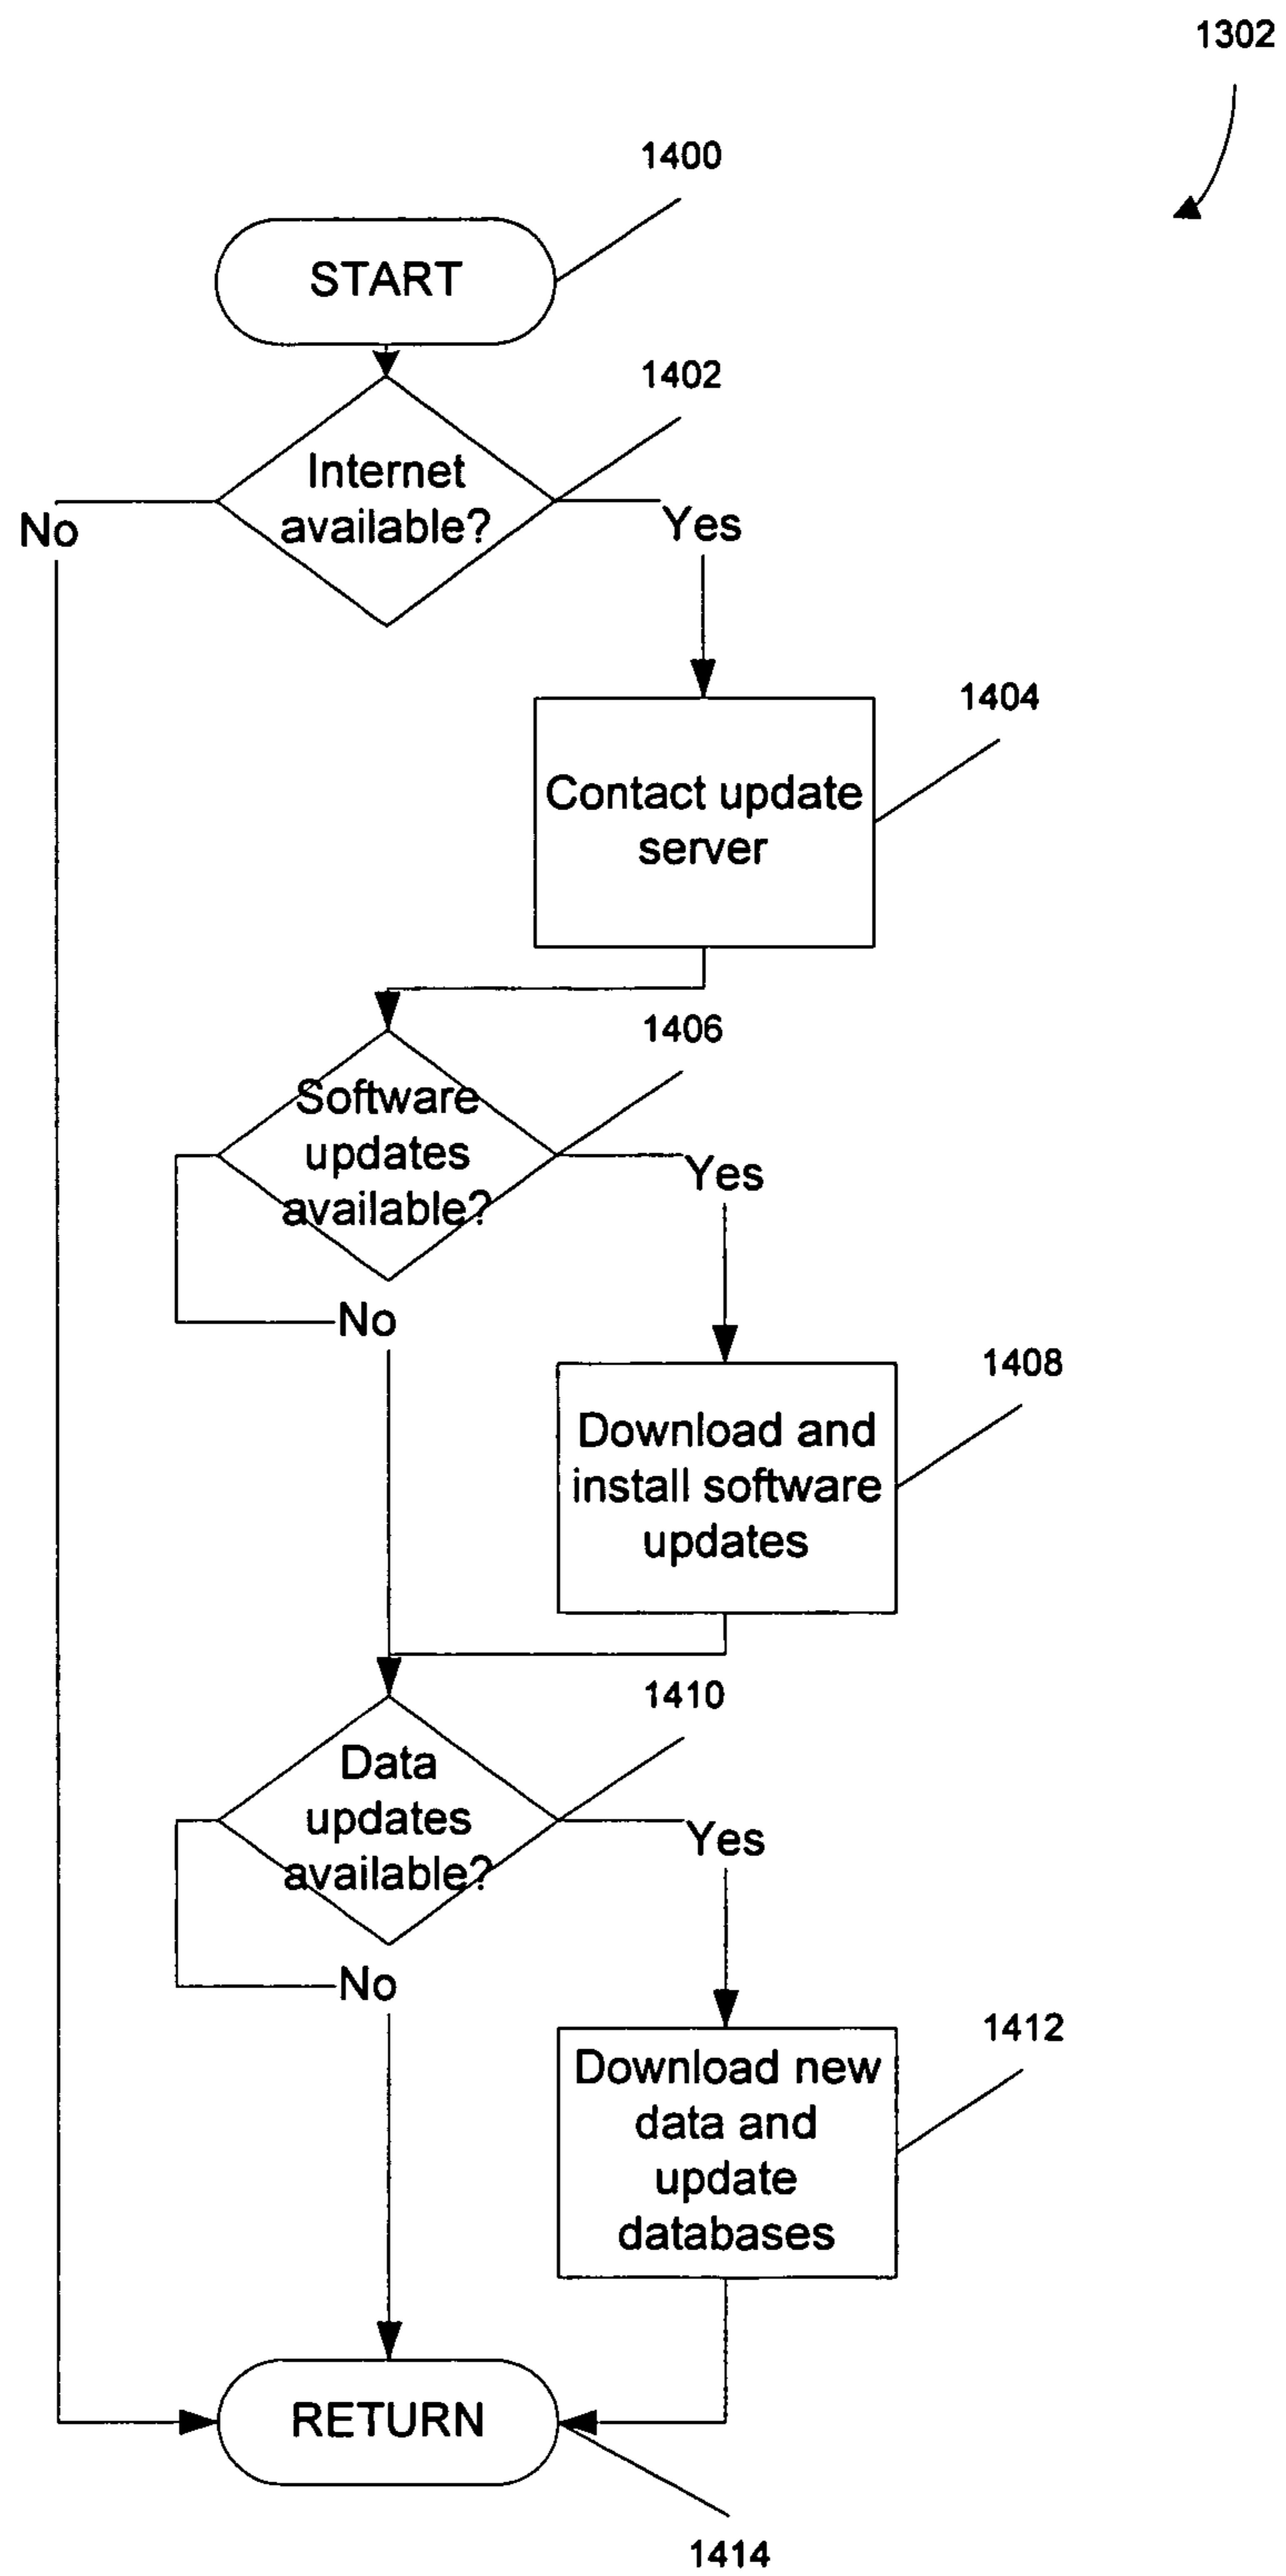 1302
1400
START
1402
Internet
available?
No
Yes
1404
Contact update
server
1406
Software
updates
available?
Yes
No
1408
Download and
install software
updates
1410
Data
updates
available?
Yes
No
1412
Download new
data and
update
databases
RETURN
1414